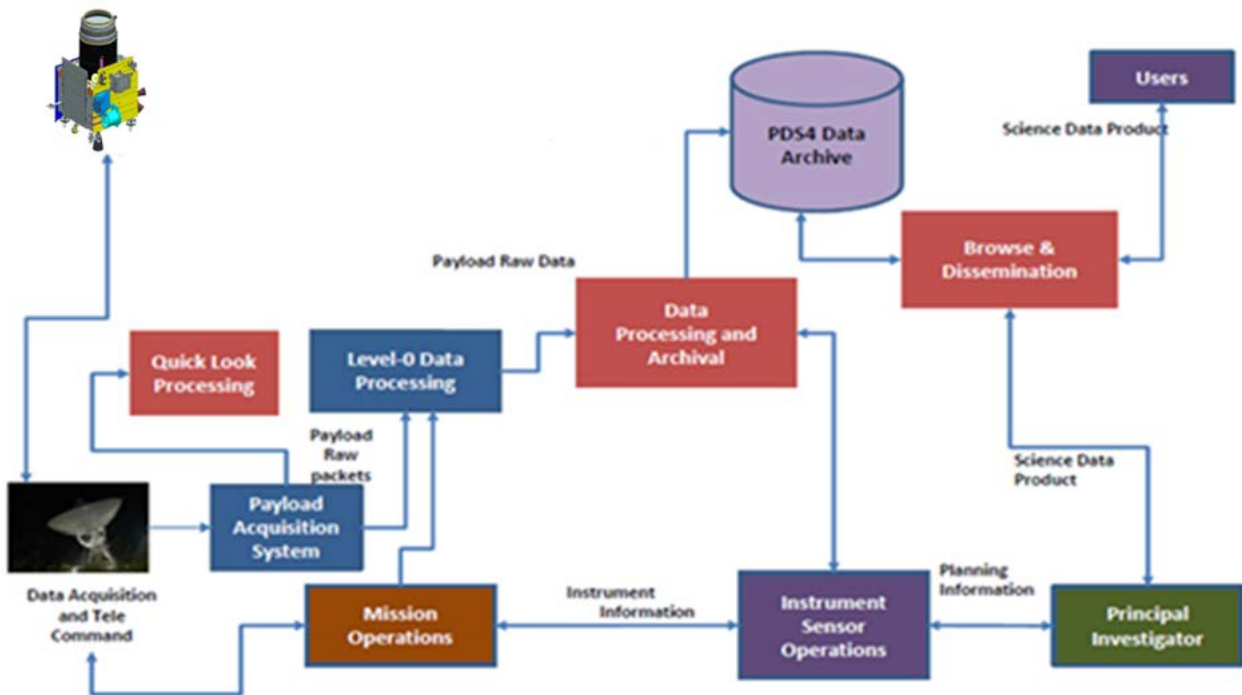 Users
Science Data Product
PDS4 Data
Archive
Browse &
Dissemination
Payload Raw Data
Data
Processing and
Archival
Quick Look
Processing
Level-0 Data
Processing
Payload
Raw
packets
Science Data
Product
Payload
Acquisition
System
Data Acquisition
and Tele
Command
Mission
Operations
Instrument
Information
Instrument
Sensor
Operations
Planning
Information
Principal
Investigator